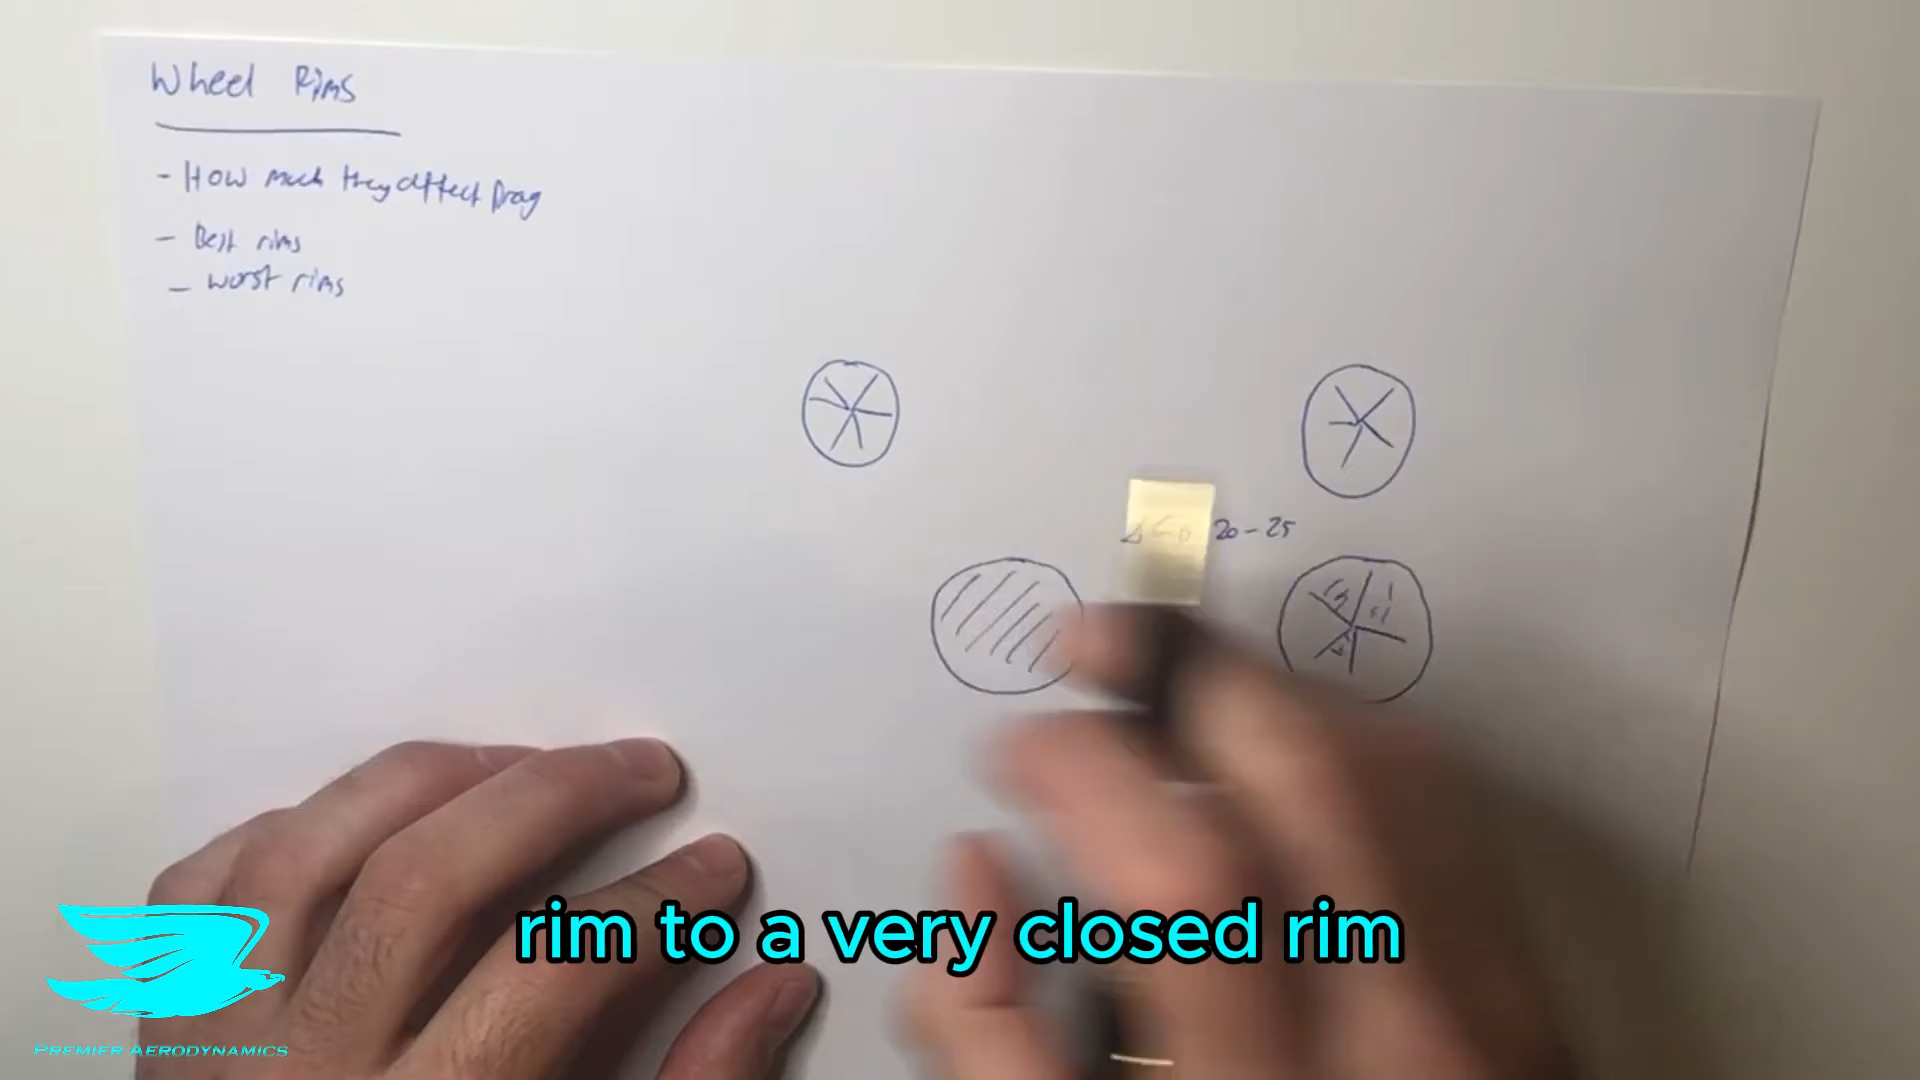 Wheel Rims
- How much they affect Drag
- Best rims
- worst rims
ΔCD 20-25
rim to a very closed rim
PREMIER AERODYNAMICS